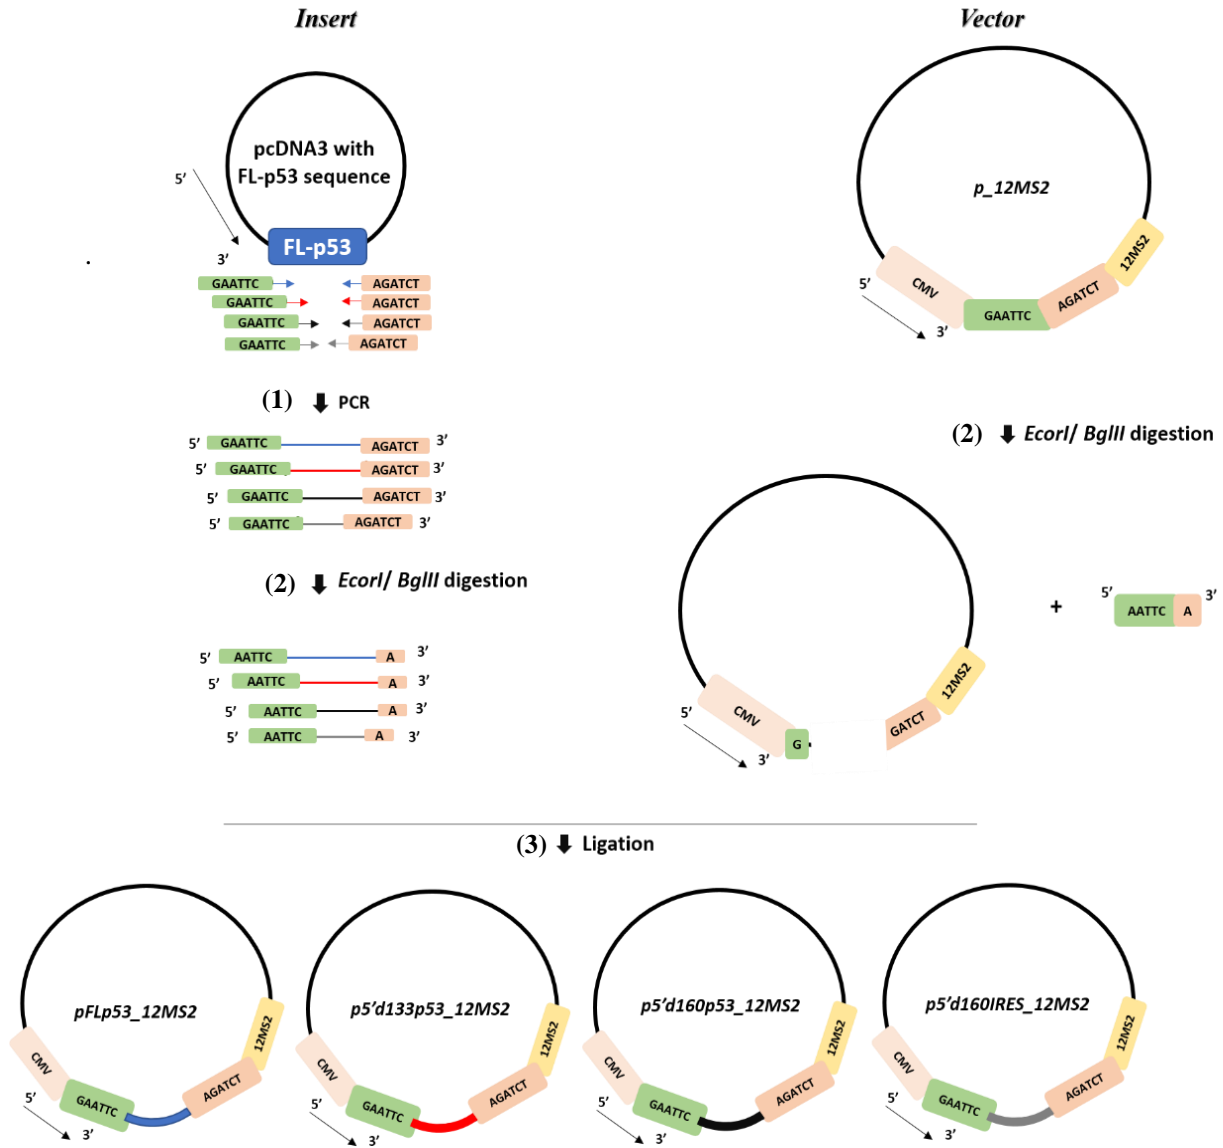 Insert
Vector
pcDNA3 with
FL-p53 sequence
5’
3’
FL-p53
GAATTC AGATCT
GAATTC AGATCT
GAATTC AGATCT
GAATTC AGATCT
p_12MS2
5’
3’
CMV
GAATTC
AGATCT
12MS2
(1) PCR
5’ GAATTC AGATCT 3’
5’ GAATTC AGATCT 3’
5’ GAATTC AGATCT 3’
5’ GAATTC AGATCT 3’
(2) EcorI/ BglII digestion
(2) EcorI/ BglII digestion
5’ AATTC A 3’
5’ AATTC A 3’
5’ AATTC A 3’
5’ AATTC A 3’
5’
3’
CMV
G
GATCT
12MS2
+
5’ AATTC A 3’
(3) Ligation
pFLp53_12MS2
CMV
5’
3’
GAATTC
AGATCT
12MS2
p5’d133p53_12MS2
CMV
5’
3’
GAATTC
AGATCT
12MS2
p5’d160p53_12MS2
CMV
5’
3’
GAATTC
AGATCT
12MS2
p5’d160IRES_12MS2
CMV
5’
3’
GAATTC
AGATCT
12MS2